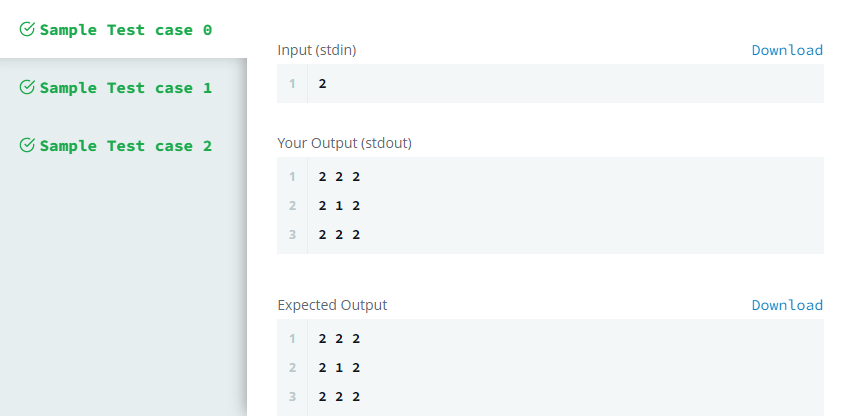 Sample Test case 0
Sample Test case 1
Sample Test case 2
Input (stdin) Download
1 2
Your Output (stdout)
1 2 2 2
2 2 1 2
3 2 2 2
Expected Output Download
1 2 2 2
2 2 1 2
3 2 2 2